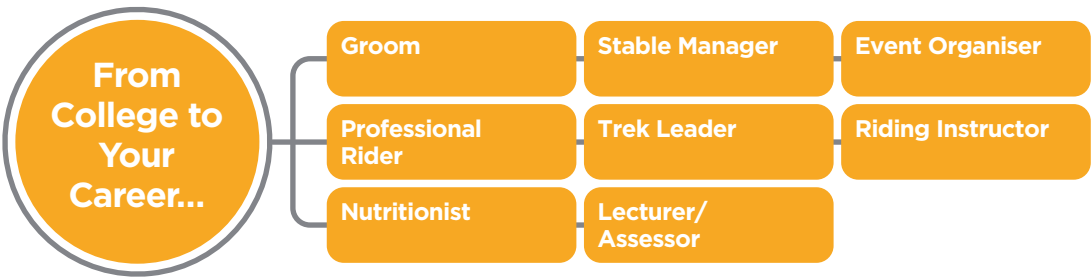 From
College to
Your
Career...
Groom
Stable Manager
Event Organiser
Professional
Rider
Trek Leader
Riding Instructor
Nutritionist
Lecturer/
Assessor